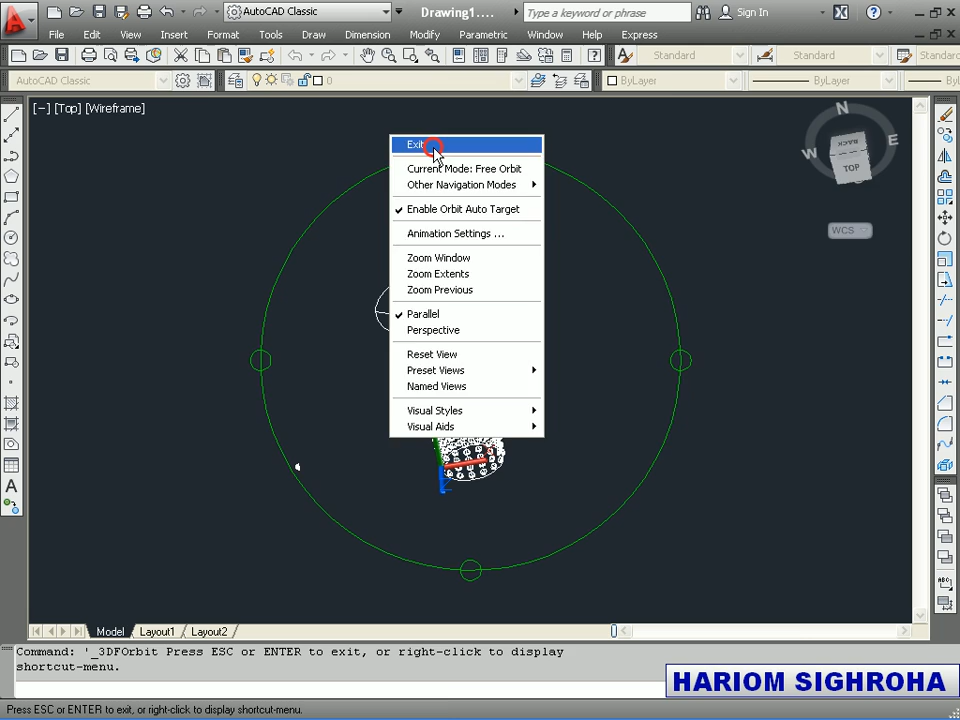 AutoCAD Classic
Drawing1....
Type a keyword or phrase
Sign In
File Edit View Insert Format Tools Draw Dimension Modify Parametric Window Help Express
Standard Standard Standard
AutoCAD Classic
0
ByLayer
ByLayer
[−] [Top] [Wireframe]
N
W
E
BACK
TOP
WCS
Exit
Current Mode: Free Orbit
Other Navigation Modes
Enable Orbit Auto Target
Animation Settings ...
Zoom Window
Zoom Extents
Zoom Previous
Parallel
Perspective
Reset View
Preset Views
Named Views
Visual Styles
Visual Aids
A
ABC
Model Layout1 Layout2
Command: '_3DFOrbit Press ESC or ENTER to exit, or right-click to display
shortcut-menu.
HARIOM SIGHROHA
Press ESC or ENTER to exit, or right-click to display shortcut-menu.